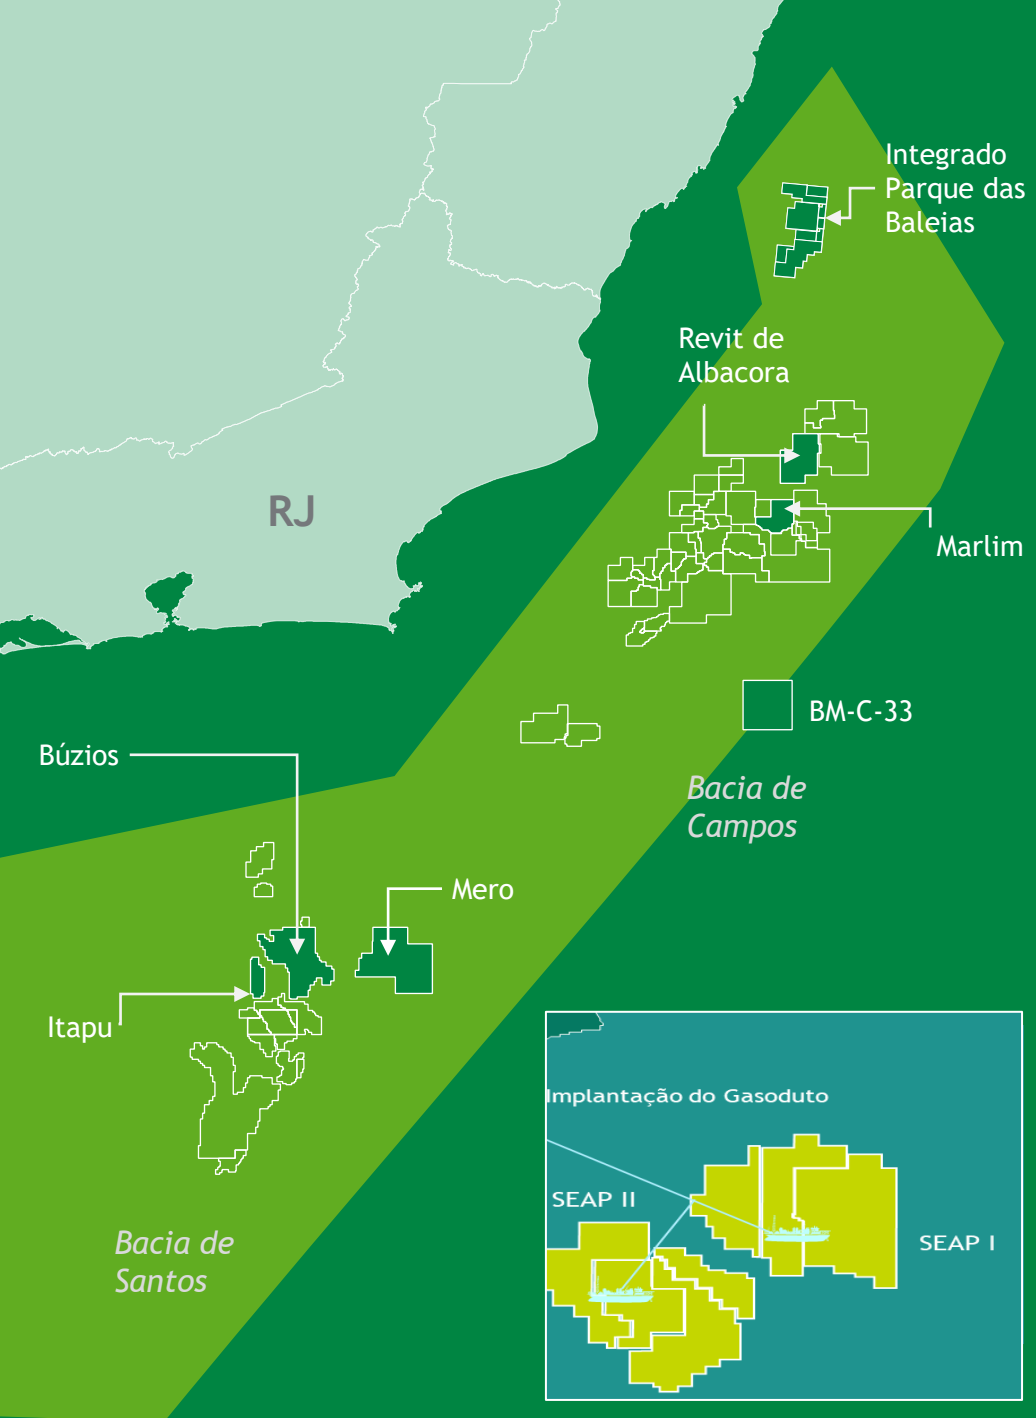 Integrado
Parque das
Baleias
Revit de
Albacora
RJ
Marlim
BM-C-33
Búzios
Bacia de
Campos
Mero
Itapu
Implantação do Gasoduto
SEAP II
SEAP I
Bacia de
Santos